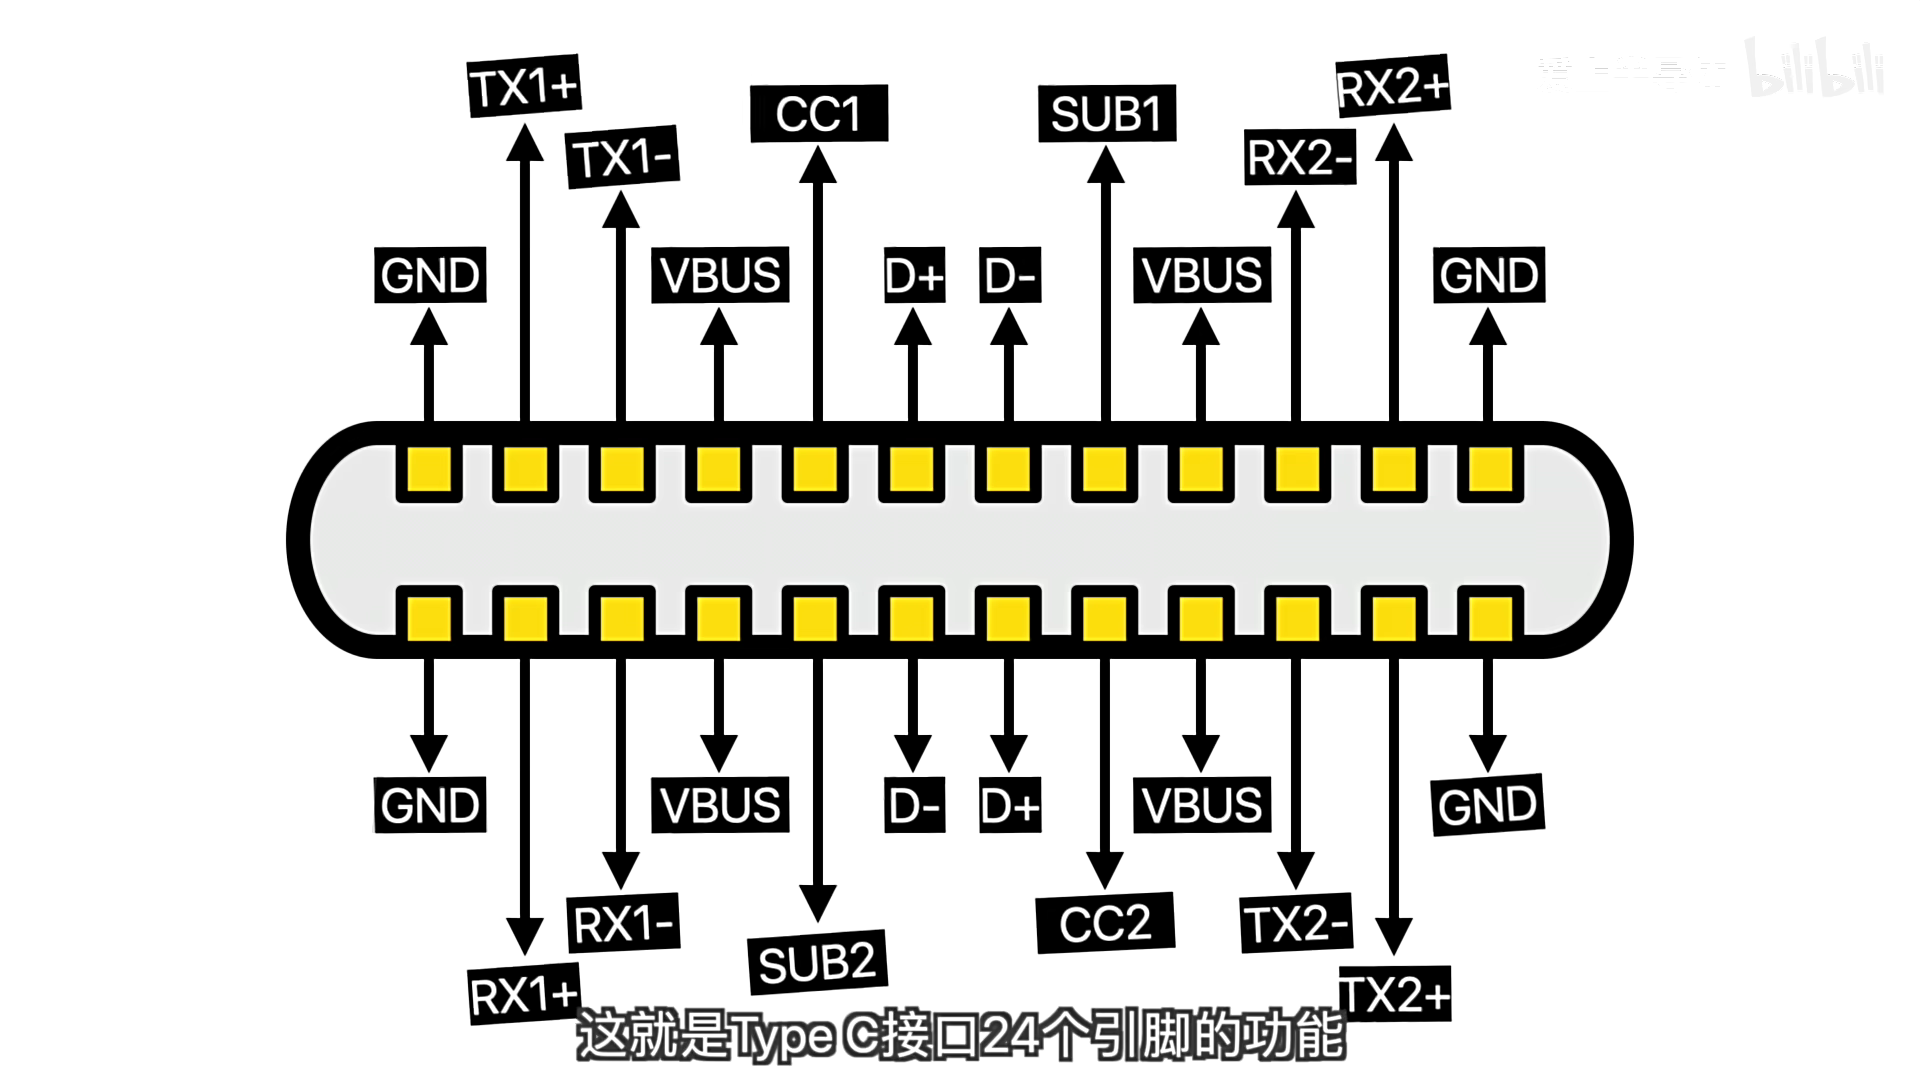 TX1+
TX1-
CC1
SUB1
RX2+
RX2-
GND
VBUS
D+
D-
VBUS
GND
GND
VBUS
D-
D+
VBUS
GND
RX1+
RX1-
SUB2
CC2
TX2-
TX2+
这就是Type C接口24个引脚的功能
bilibili